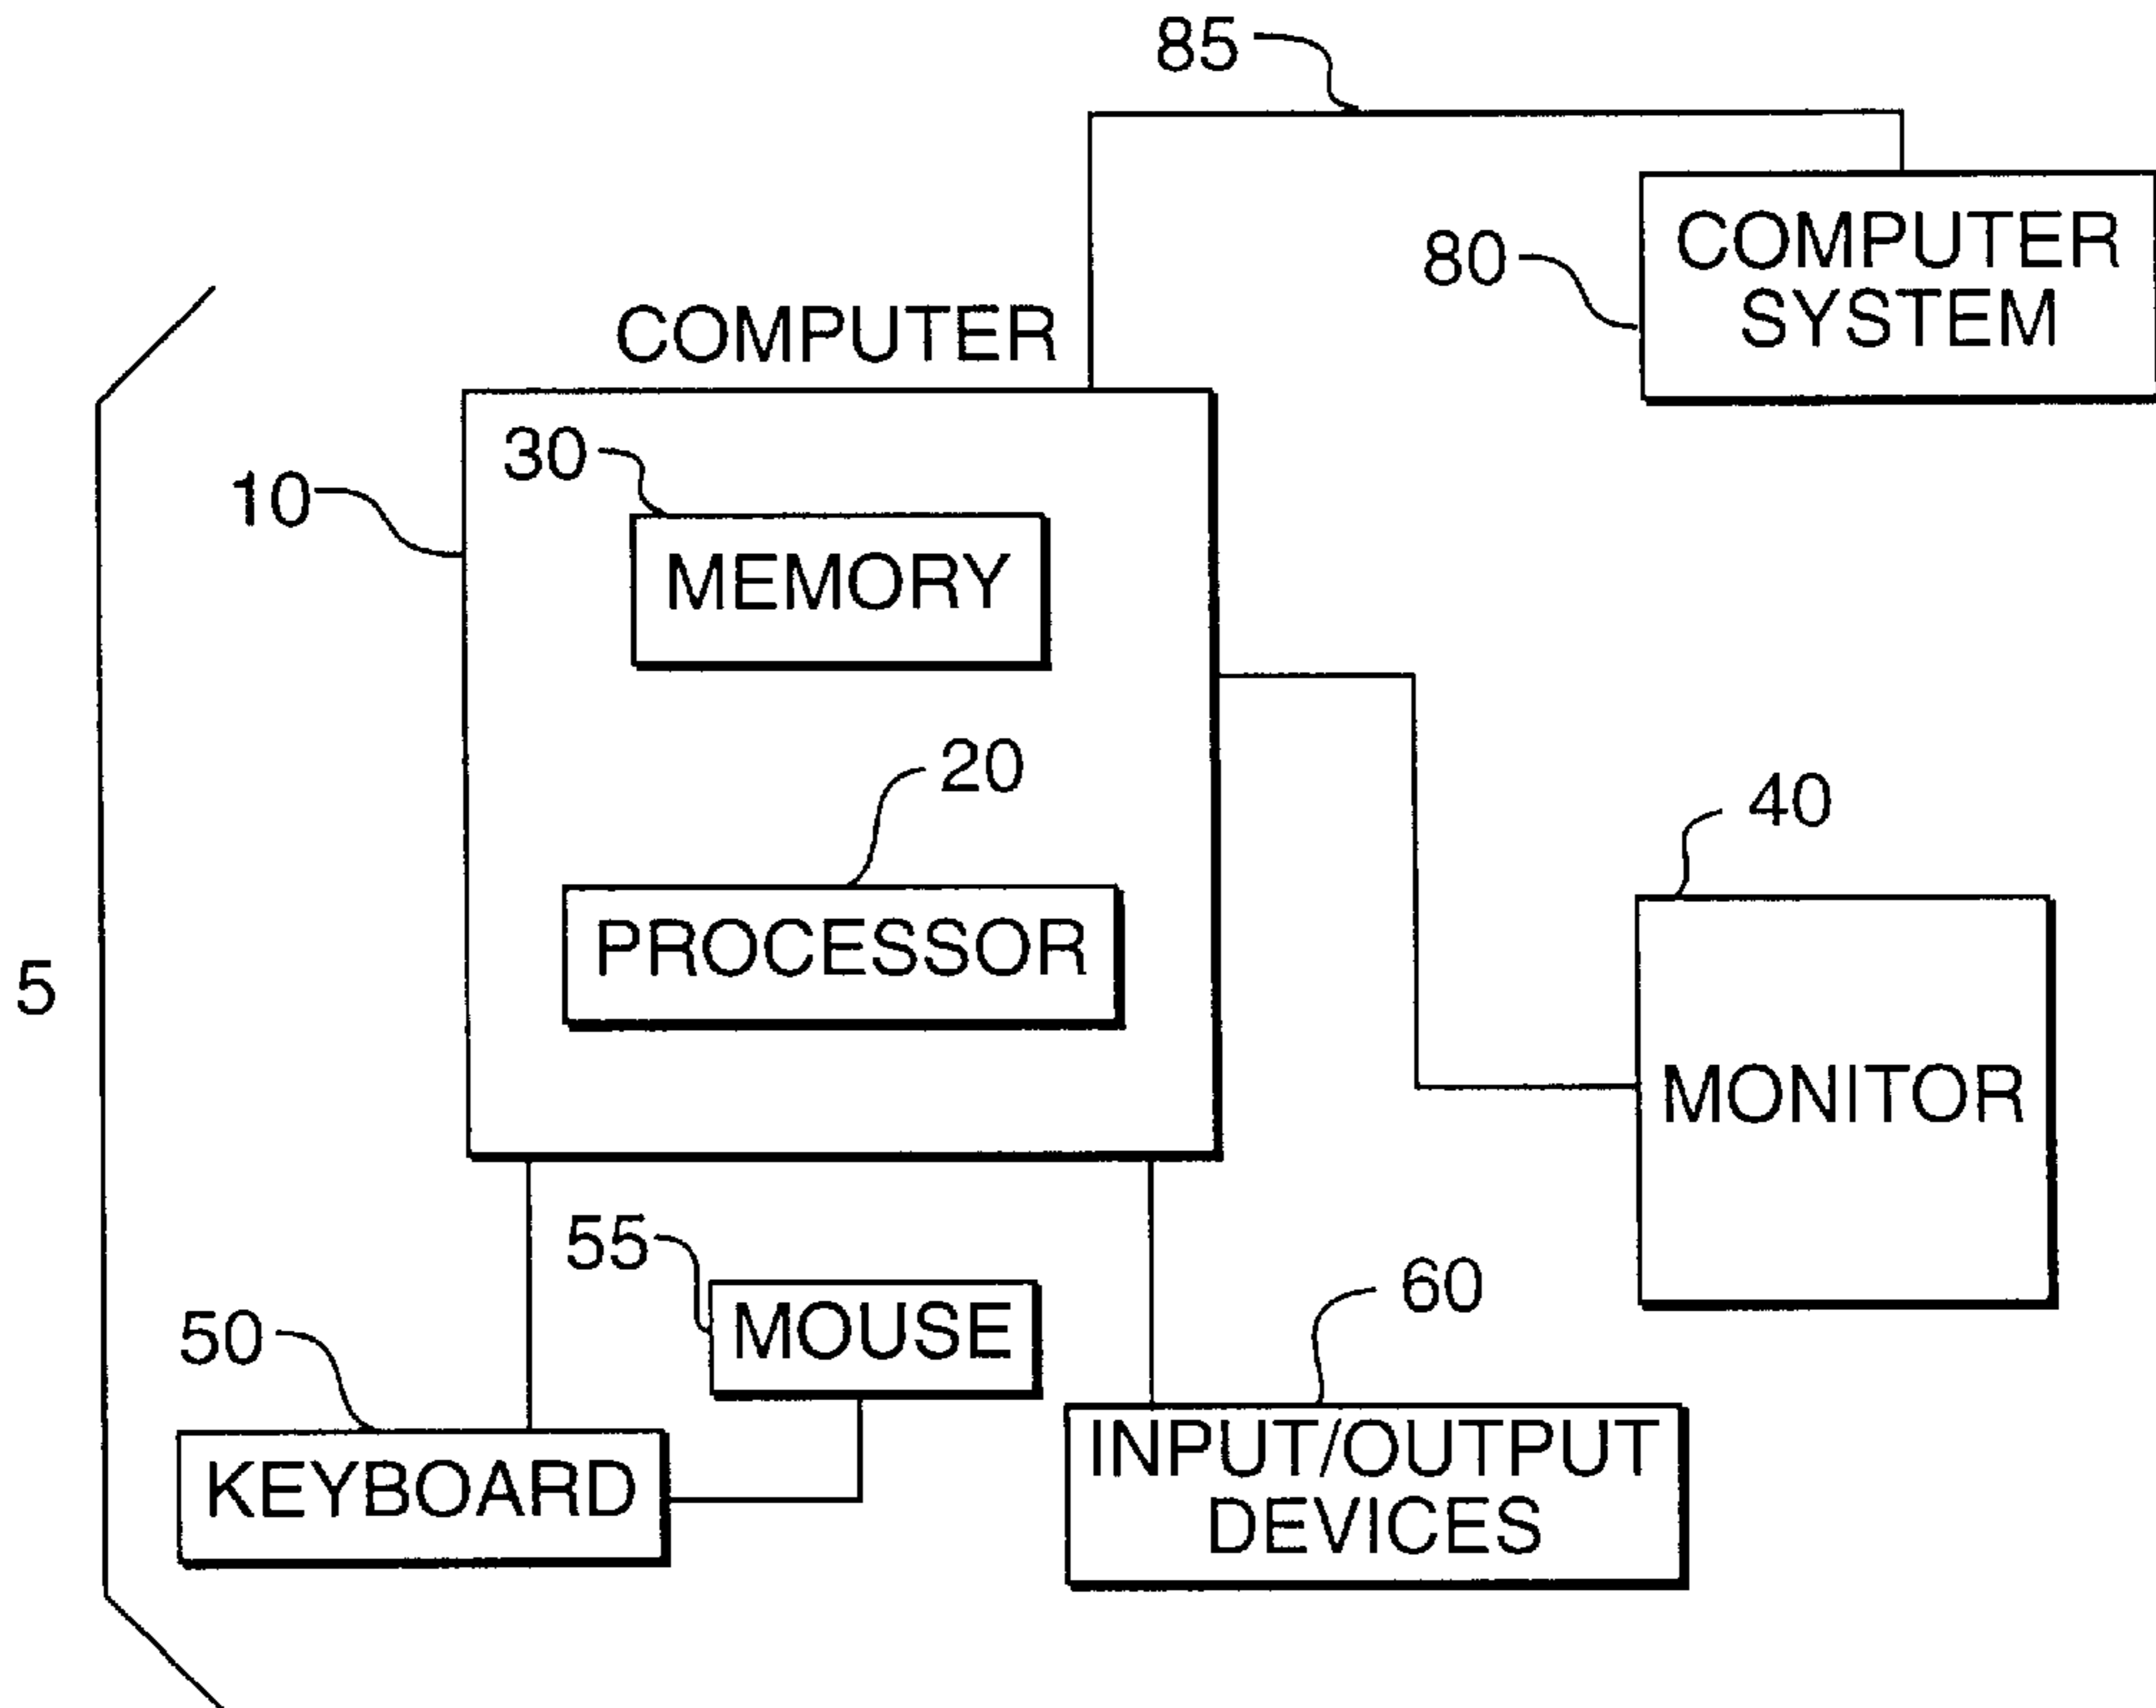 85
80
COMPUTER
SYSTEM
COMPUTER
30
10
MEMORY
20
40
PROCESSOR
5
MONITOR
55
60
50
MOUSE
INPUT/OUTPUT
DEVICES
KEYBOARD